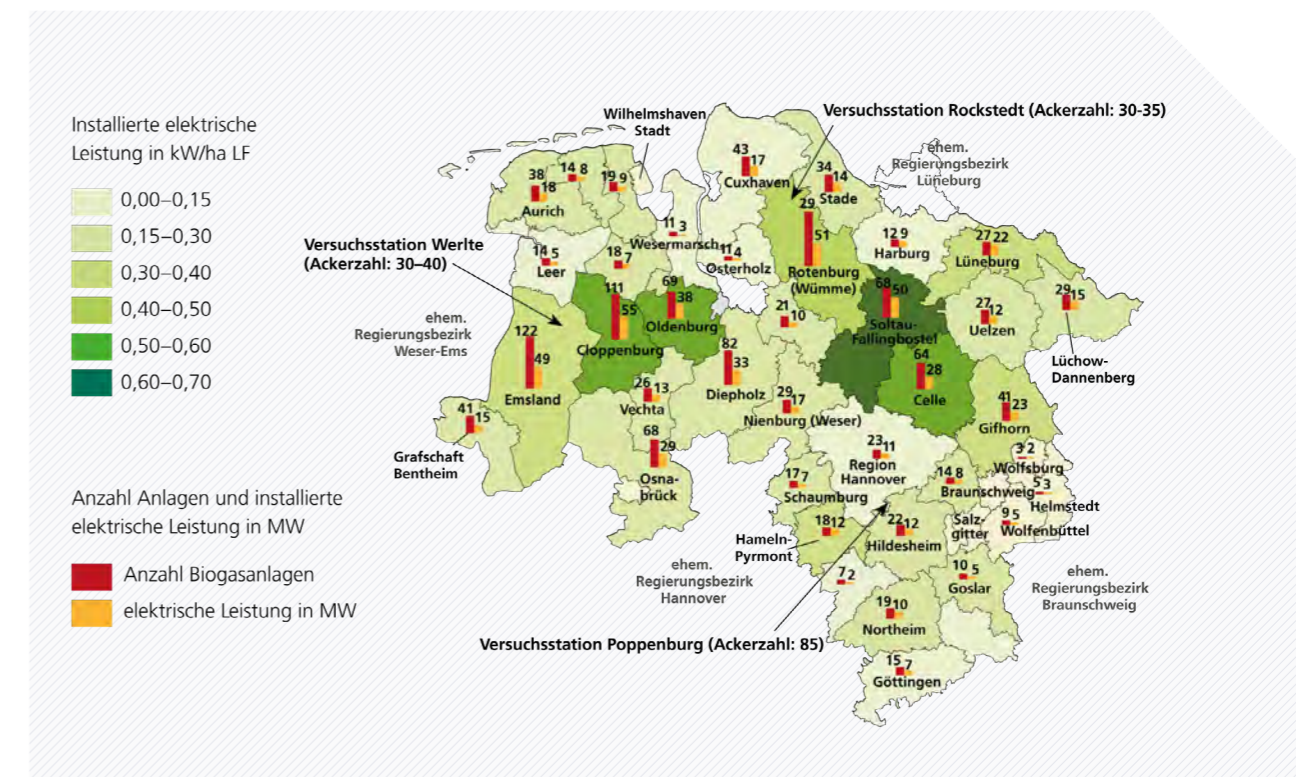 Installierte elektrische
Leistung in kW/ha LF
0,00–0,15
0,15–0,30
0,30–0,40
0,40–0,50
0,50–0,60
0,60–0,70
Anzahl Anlagen und installierte
elektrische Leistung in MW
Anzahl Biogasanlagen
elektrische Leistung in MW
Wilhelmshaven
Stadt
Versuchsstation Rockstedt (Ackerzahl: 30-35)
ehem.
Regierungsbezirk
Lüneburg
43 17
Cuxhaven
34 14
Stade
38 18
Aurich
14 8
19 9
11 3
Wesermarsch
11 4
Osterholz
29 51
Rotenburg
(Wümme)
12 9
Harburg
27 22
Lüneburg
Versuchsstation Werlte
(Ackerzahl: 30–40)
14 5
Leer
18 7
111 55
Cloppenburg
69 38
Oldenburg
21 10
68 50
Soltau-
Fallingbostel
27 12
Uelzen
29 15
Lüchow-
Dannenberg
ehem.
Regierungsbezirk
Weser-Ems
122 49
Emsland
82 33
Diepholz
64 28
Celle
26 13
Vechta
29 17
Nienburg (Weser)
41 23
Gifhorn
41 15
Grafschaft
Bentheim
68 29
Osna-
brück
23 11
Region
Hannover
3 2
Wolfsburg
17 7
Schaumburg
14 8
Braunschweig
5 3
Helmstedt
18 12
Hameln-
Pyrmont
22 12
Hildesheim
Salz-
gitter
9 5
Wolfenbüttel
ehem.
Regierungsbezirk
Hannover
7 2
10 5
Goslar
ehem.
Regierungsbezirk
Braunschweig
19 10
Northeim
Versuchsstation Poppenburg (Ackerzahl: 85)
15 7
Göttingen